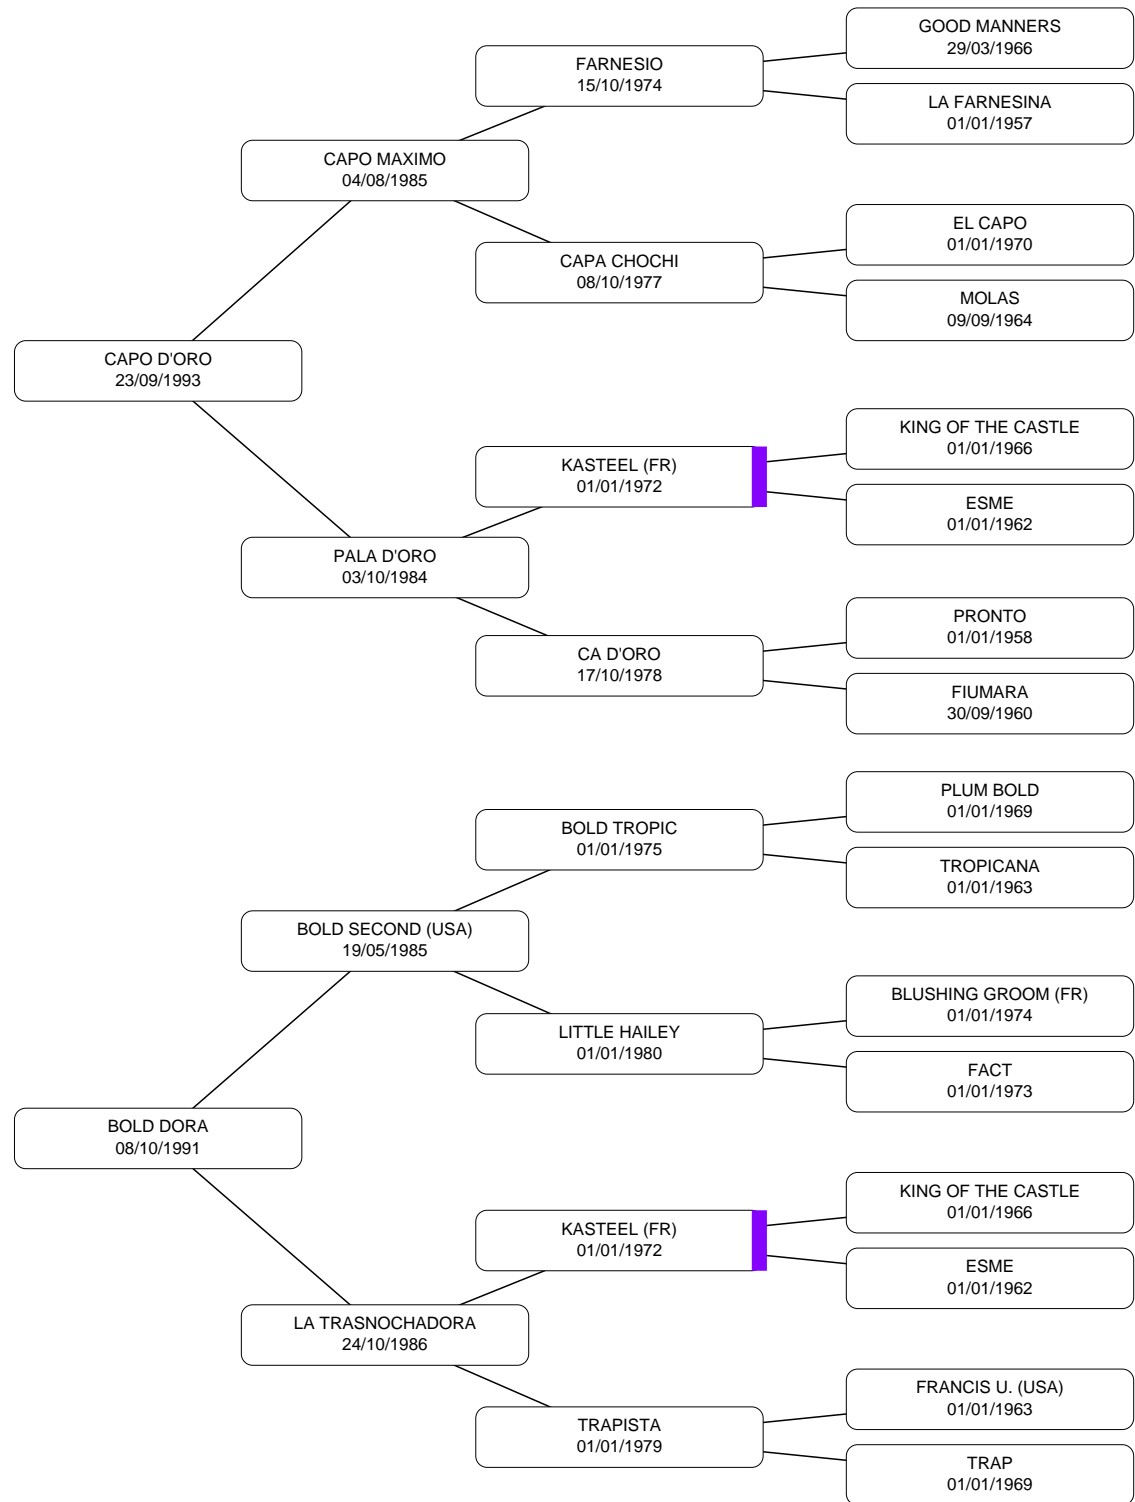 GOOD MANNERS
29/03/1966
FARNESIO
15/10/1974
LA FARNESINA
01/01/1957
CAPO MAXIMO
04/08/1985
EL CAPO
01/01/1970
CAPA CHOCHI
08/10/1977
MOLAS
09/09/1964
CAPO D'ORO
23/09/1993
KING OF THE CASTLE
01/01/1966
KASTEEL (FR)
01/01/1972
ESME
01/01/1962
PALA D'ORO
03/10/1984
PRONTO
01/01/1958
CA D'ORO
17/10/1978
FIUMARA
30/09/1960
PLUM BOLD
01/01/1969
BOLD TROPIC
01/01/1975
TROPICANA
01/01/1963
BOLD SECOND (USA)
19/05/1985
BLUSHING GROOM (FR)
01/01/1974
LITTLE HAILEY
01/01/1980
FACT
01/01/1973
BOLD DORA
08/10/1991
KING OF THE CASTLE
01/01/1966
KASTEEL (FR)
01/01/1972
ESME
01/01/1962
LA TRASNOCHADORA
24/10/1986
FRANCIS U. (USA)
01/01/1963
TRAPISTA
01/01/1979
TRAP
01/01/1969